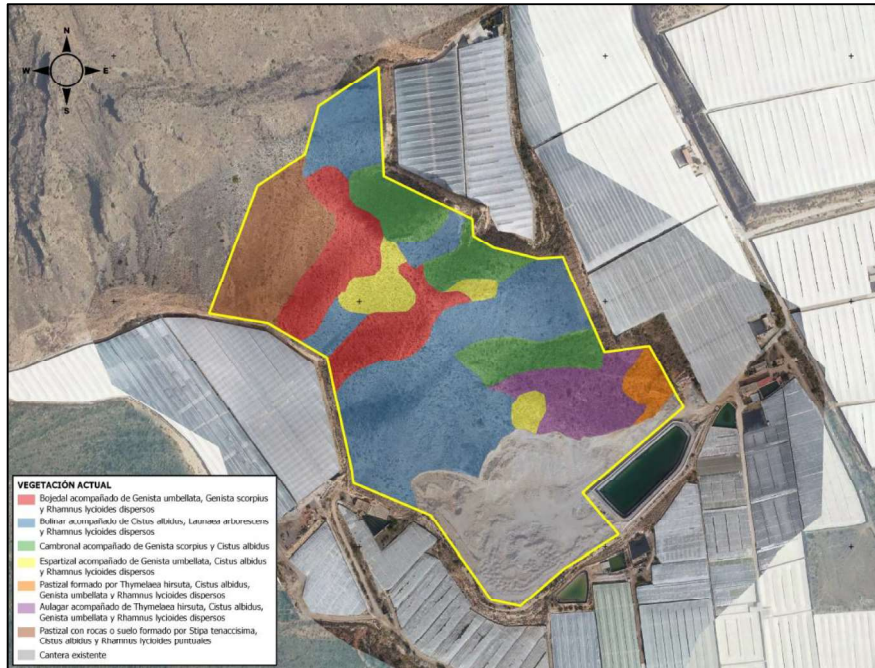 N
W E
S
VEGETACIÓN ACTUAL
Bojedal acompañado de Genista umbellata, Genista scorpius
y Rhamnus lycioides dispersos
Bolinar acompañado de Cistus albidus, Launaea arborescens
y Rhamnus lycioides dispersos
Cambronal acompañado de Genista scorpius y Cistus albidus
Espartizal acompañado de Genista umbellata, Cistus albidus
y Rhamnus lycioides dispersos
Pastizal formado por Thymelaea hirsuta, Cistus albidus,
Genista umbellata y Rhamnus lycioides dispersos
Aulagar acompañado de Thymelaea hirsuta, Cistus albidus,
Genista umbellata y Rhamnus lycioides dispersos
Pastizal con rocas o suelo formado por Stipa tenaccisima,
Cistus albidus y Rhamnus lycioides puntuales
Cantera existente